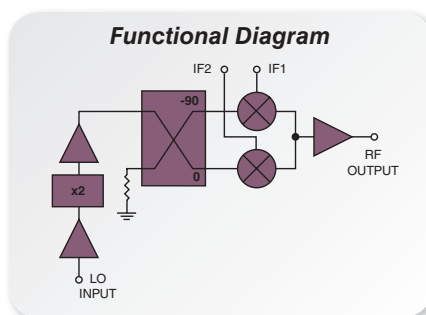 Functional Diagram
IF2
IF1
-90
0
x2
RF
OUTPUT
LO
INPUT